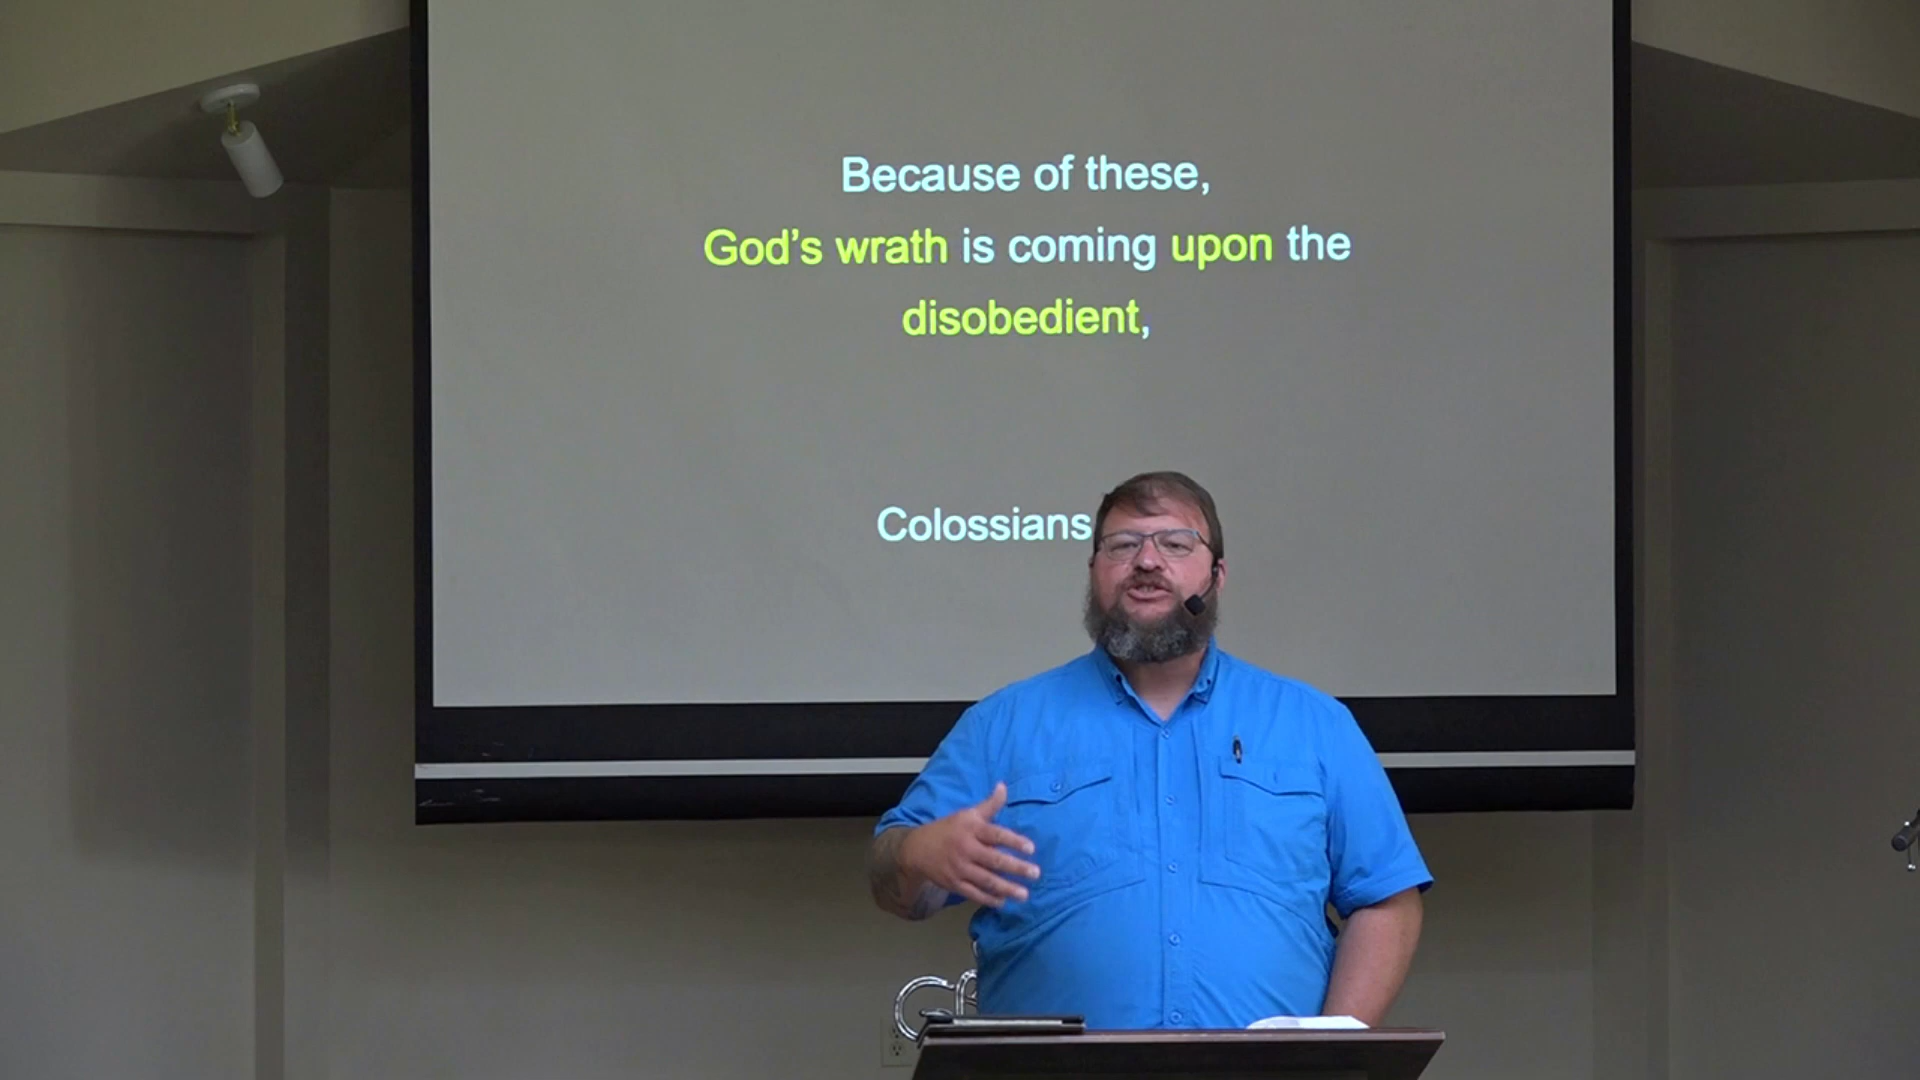 Because of these,
God’s wrath is coming upon the
disobedient,
Colossians